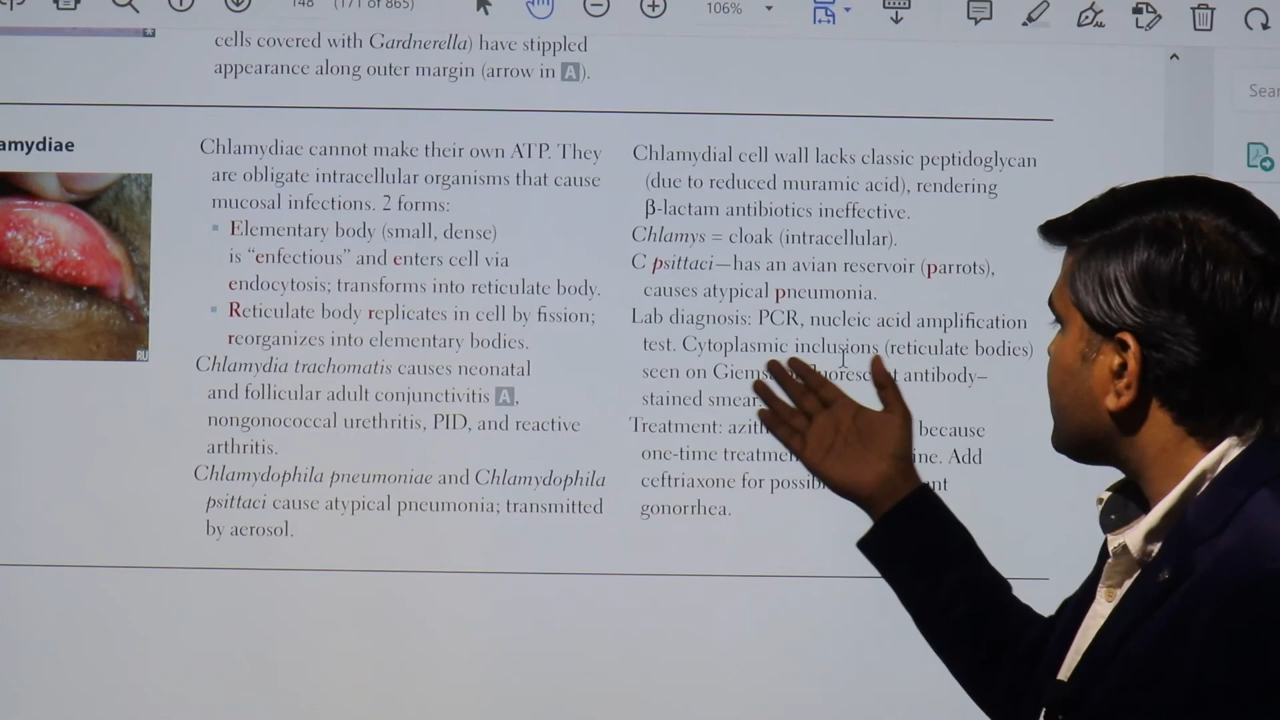 148 (171 of 865)
106%
cells covered with Gardnerella) have stippled
appearance along outer margin (arrow in A).
Sear
amydiae
Chlamydiae cannot make their own ATP. They
are obligate intracellular organisms that cause
mucosal infections. 2 forms:
Elementary body (small, dense)
is “enfectious” and enters cell via
endocytosis; transforms into reticulate body.
Reticulate body replicates in cell by fission;
reorganizes into elementary bodies.
Chlamydia trachomatis causes neonatal
and follicular adult conjunctivitis A,
nongonococcal urethritis, PID, and reactive
arthritis.
Chlamydophila pneumoniae and Chlamydophila
psittaci cause atypical pneumonia; transmitted
by aerosol.
RU
Chlamydial cell wall lacks classic peptidoglycan
(due to reduced muramic acid), rendering
β-lactam antibiotics ineffective.
Chlamys = cloak (intracellular).
C psittaci—has an avian reservoir (parrots),
causes atypical pneumonia.
Lab diagnosis: PCR, nucleic acid amplification
test. Cytoplasmic inclusions (reticulate bodies)
seen on antibody–
stained smear
Treatment: because
one-time Add
ceftriaxone for
gonorrhea.